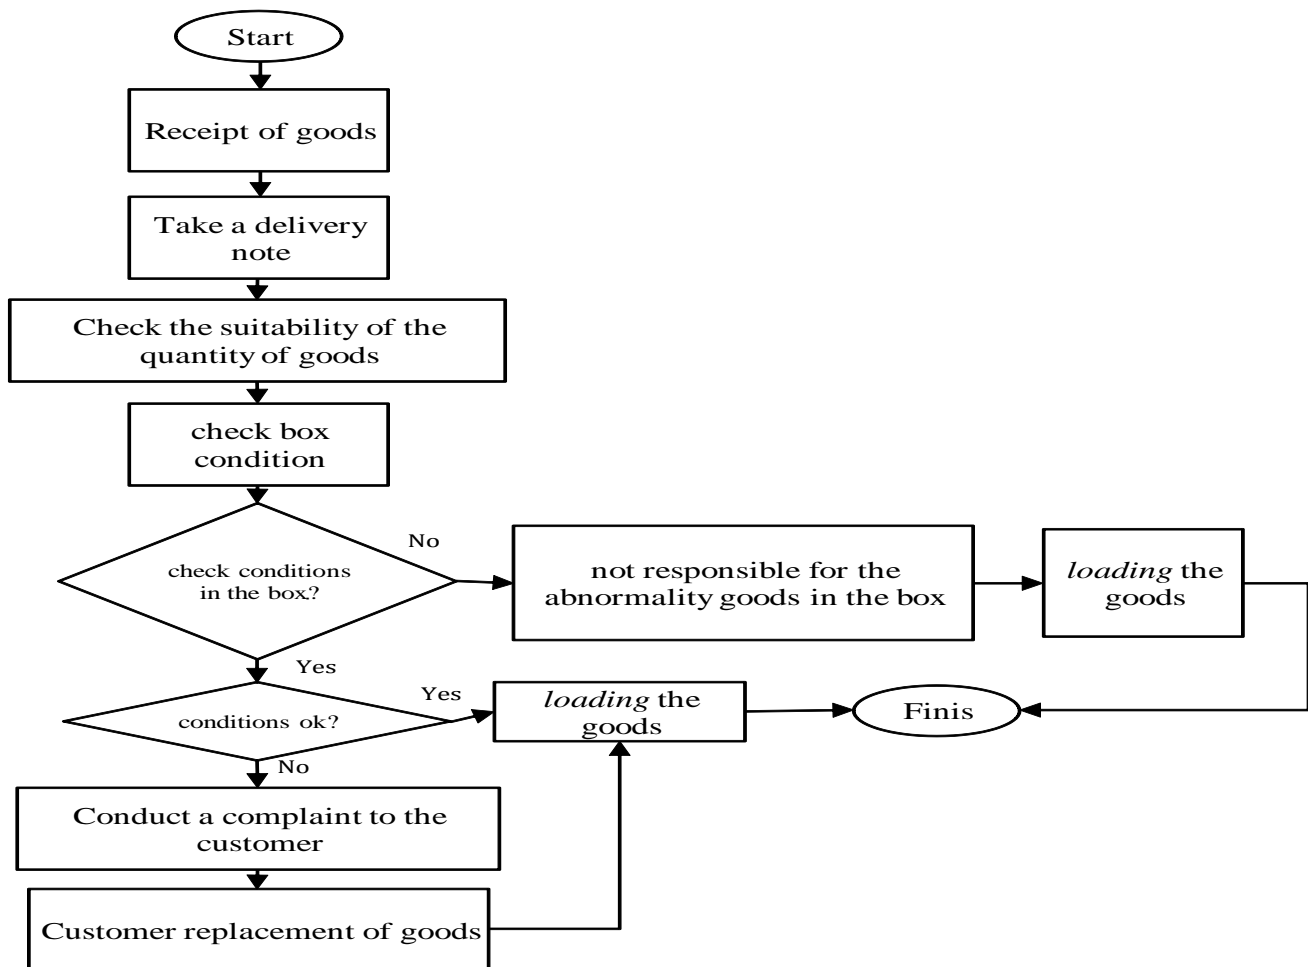 Start
Receipt of goods
Take a delivery
note
Check the suitability of the
quantity of goods
check box
condition
No
check conditions
in the box?
not responsible for the
abnormality goods in the box
loading the
goods
Yes
Yes
conditions ok?
loading the
goods
Finis
No
Conduct a complaint to the
customer
Customer replacement of goods